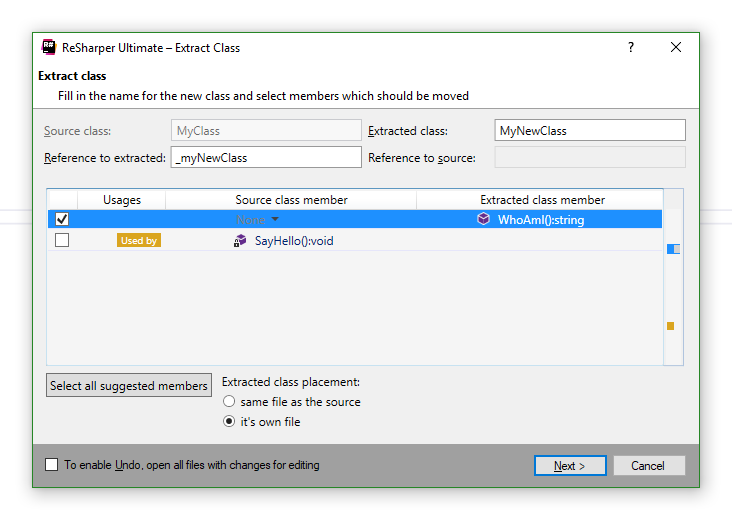 R# ReSharper Ultimate – Extract Class ?
Extract class
Fill in the name for the new class and select members which should be moved
Source class: MyClass Extracted class: MyNewClass
Reference to extracted: _myNewClass Reference to source:
Usages Source class member Extracted class member
None WhoAmI():string
Used by SayHello():void
Select all suggested members
Extracted class placement:
same file as the source
it's own file
To enable Undo, open all files with changes for editing
Next > Cancel